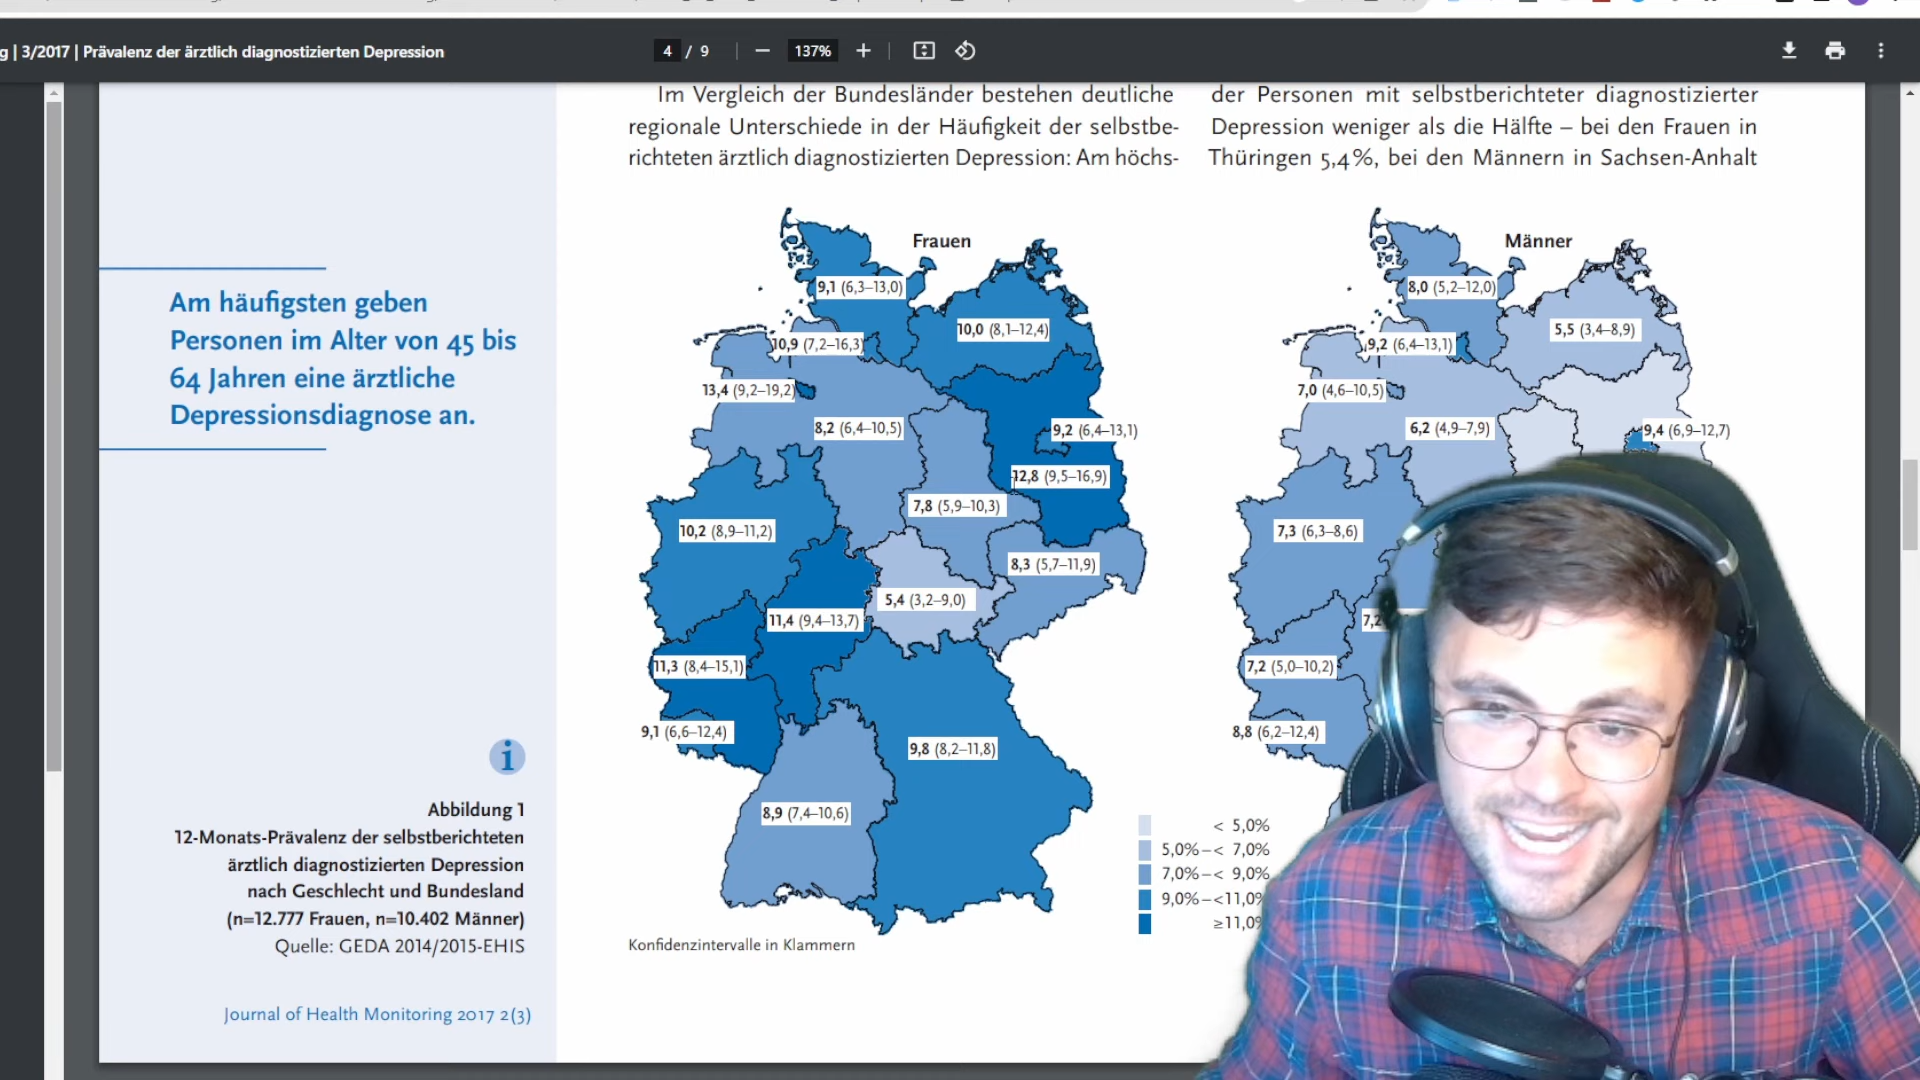 g | 3/2017 | Prävalenz der ärztlich diagnostizierten Depression
4 / 9
137%
Im Vergleich der Bundesländer bestehen deutliche
regionale Unterschiede in der Häufigkeit der selbstbe-
richteten ärztlich diagnostizierten Depression: Am höchs-
der Personen mit selbstberichteter diagnostizierter
Depression weniger als die Hälfte – bei den Frauen in
Thüringen 5,4%, bei den Männern in Sachsen-Anhalt
Am häufigsten geben
Personen im Alter von 45 bis
64 Jahren eine ärztliche
Depressionsdiagnose an.
i
Abbildung 1
12-Monats-Prävalenz der selbstberichteten
ärztlich diagnostizierten Depression
nach Geschlecht und Bundesland
(n=12.777 Frauen, n=10.402 Männer)
Quelle: GEDA 2014/2015-EHIS
Journal of Health Monitoring 2017 2(3)
Frauen
9,1 (6,3–13,0)
10,0 (8,1–12,4)
10,9 (7,2–16,3)
13,4 (9,2–19,2)
8,2 (6,4–10,5)
9,2 (6,4–13,1)
12,8 (9,5–16,9)
7,8 (5,9–10,3)
10,2 (8,9–11,2)
8,3 (5,7–11,9)
5,4 (3,2–9,0)
11,4 (9,4–13,7)
11,3 (8,4–15,1)
9,1 (6,6–12,4)
9,8 (8,2–11,8)
8,9 (7,4–10,6)
Konfidenzintervalle in Klammern
Männer
8,0 (5,2–12,0)
5,5 (3,4–8,9)
9,2 (6,4–13,1)
7,0 (4,6–10,5)
6,2 (4,9–7,9)
9,4 (6,9–12,7)
7,3 (6,3–8,6)
7,2
7,2 (5,0–10,2)
8,8 (6,2–12,4)
< 5,0%
5,0%–< 7,0%
7,0%–< 9,0%
9,0%–<11,0%
≥11,0%